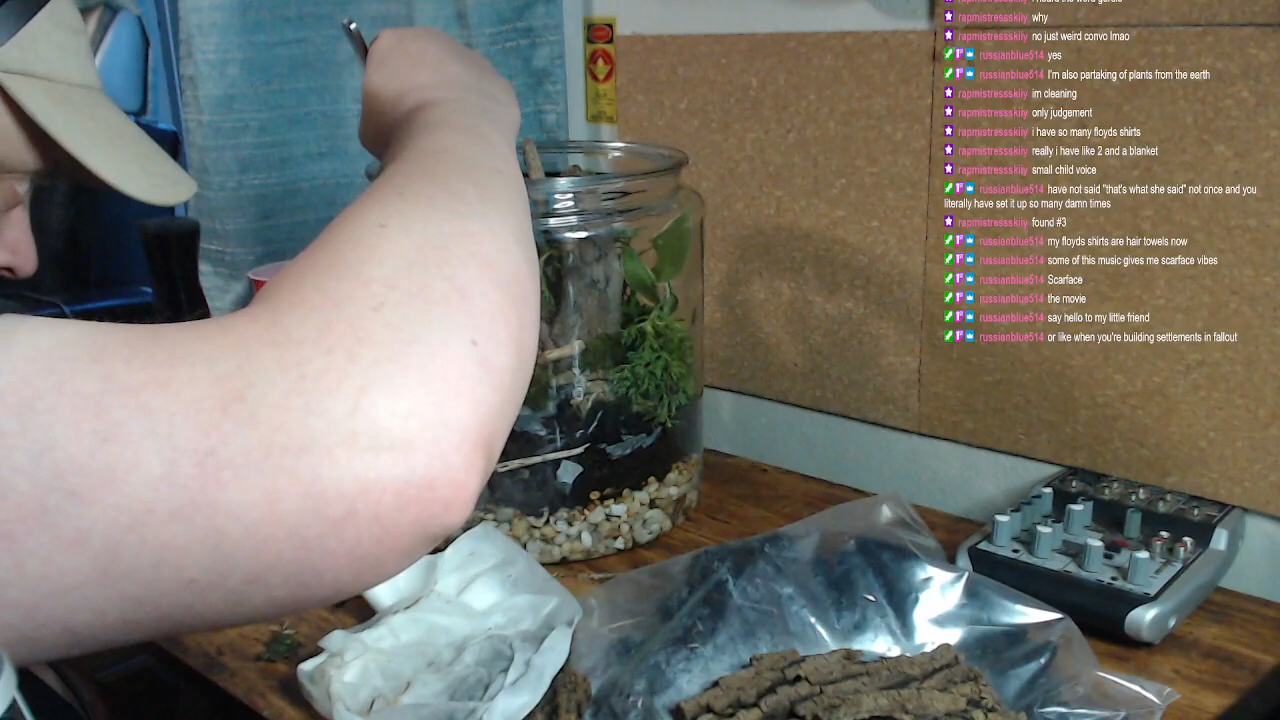 rapmistressskiiy why
rapmistressskiiy no just weird convo lmao
russianblue514 yes
russianblue514 I'm also partaking of plants from the earth
rapmistressskiiy im cleaning
rapmistressskiiy only judgement
rapmistressskiiy i have so many floyds shirts
rapmistressskiiy really i have like 2 and a blanket
rapmistressskiiy small child voice
russianblue514 have not said "that's what she said" not once and you
literally have set it up so many damn times
rapmistressskiiy found #3
russianblue514 my floyds shirts are hair towels now
russianblue514 some of this music gives me scarface vibes
russianblue514 Scarface
russianblue514 the movie
russianblue514 say hello to my little friend
russianblue514 or like when you're building settlements in fallout